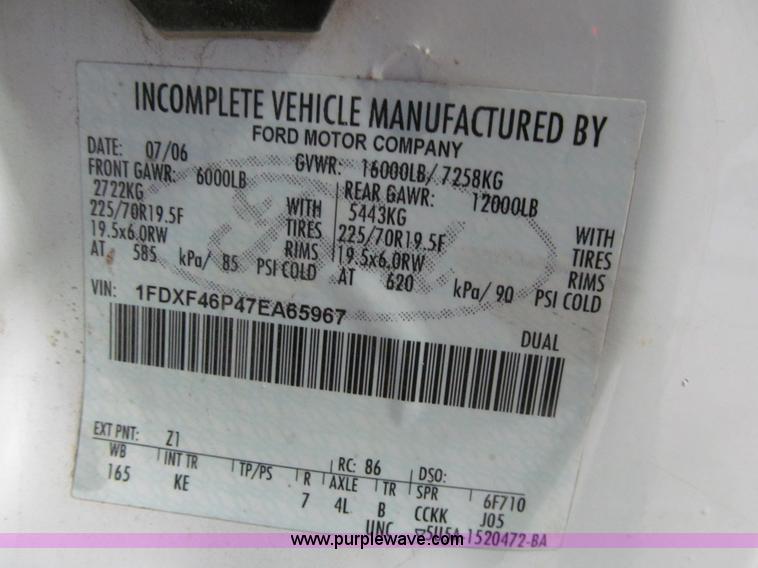 INCOMPLETE VEHICLE MANUFACTURED BY
FORD MOTOR COMPANY
DATE: 07/06 GVWR: 16000LB/ 7258KG
FRONT GAWR: 6000LB REAR GAWR: 12000LB
2722KG WITH 5443KG WITH
225/70R19.5F TIRES 225/70R19.5F TIRES
19.5x6.0RW RIMS 19.5x6.0RW RIMS
AT 585 kPa/ 85 PSI COLD AT 620 kPa/ 90 PSI COLD
VIN: 1FDXF46P47EA65967
DUAL
EXT PNT: Z1 RC: 86 DSO:
WB INT TR TP/PS R AXLE TR SPR 6F710
165 KE 7 4L B CCKK J05
UNC 5U5A-1520472-BA
www.purplewave.com